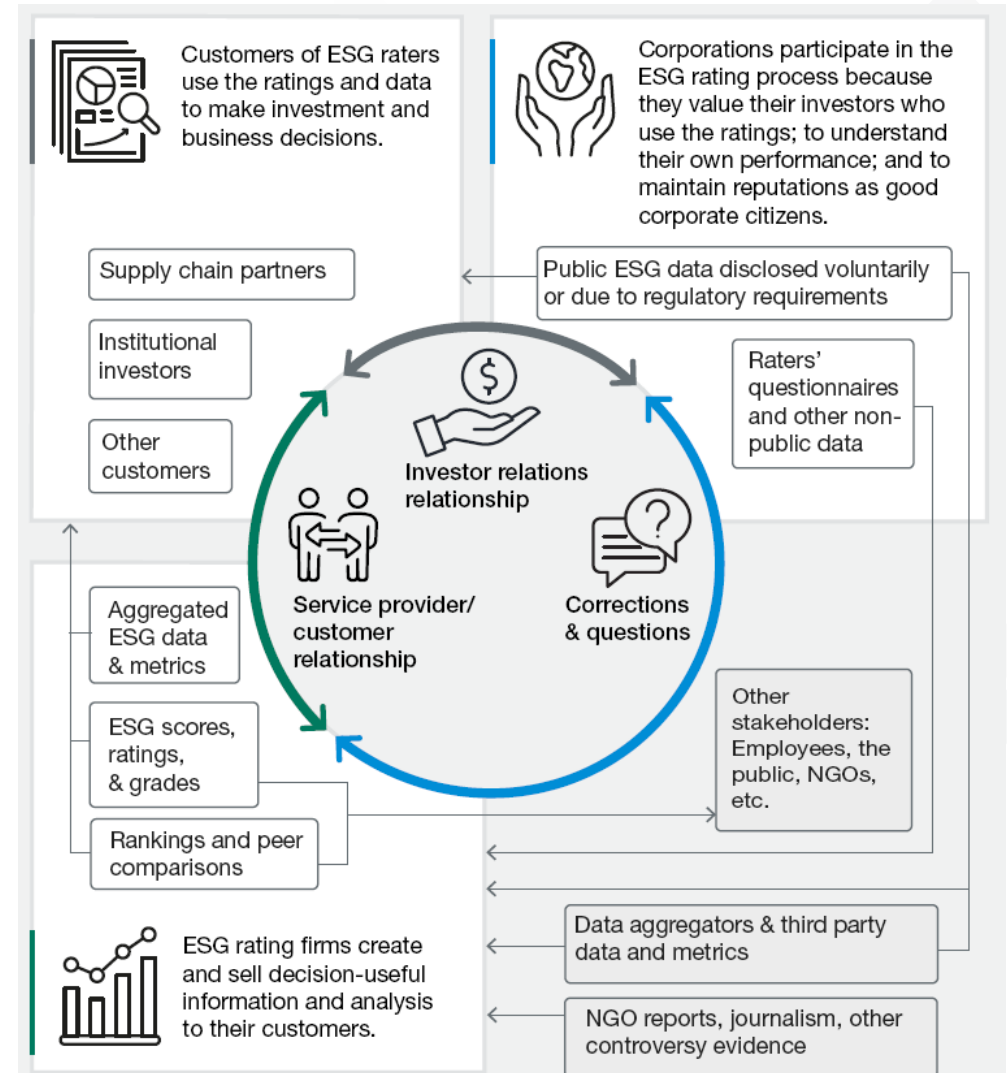 Customers of ESG raters
use the ratings and data
to make investment and
business decisions.
Corporations participate in the
ESG rating process because
they value their investors who
use the ratings; to understand
their own performance; and to
maintain reputations as good
corporate citizens.
Supply chain partners
Institutional
investors
Other
customers
Public ESG data disclosed voluntarily
or due to regulatory requirements
Raters’
questionnaires
and other non-
public data
$
Investor relations
relationship
Service provider/
customer
relationship
?
Corrections
& questions
Aggregated
ESG data
& metrics
ESG scores,
ratings,
& grades
Rankings and peer
comparisons
Other
stakeholders:
Employees, the
public, NGOs,
etc.
ESG rating firms create
and sell decision-useful
information and analysis
to their customers.
Data aggregators & third party
data and metrics
NGO reports, journalism, other
controversy evidence